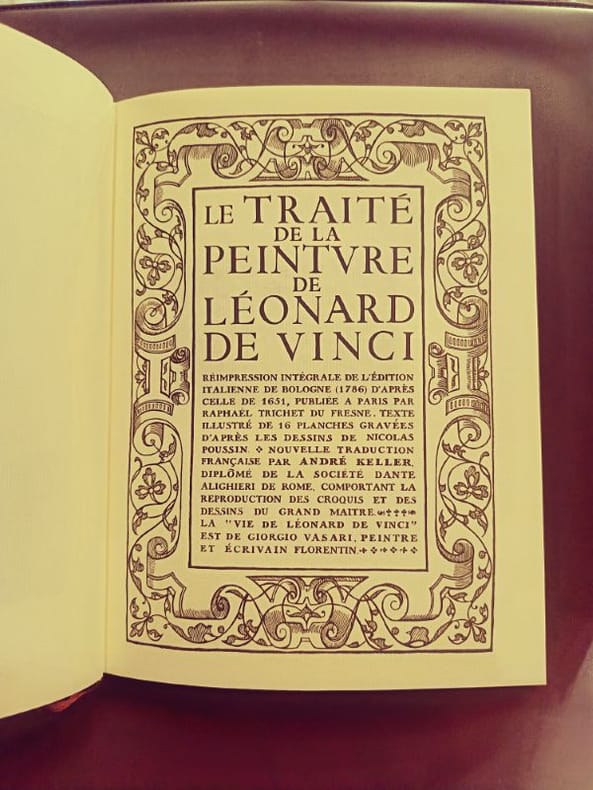 LE TRAITÉ
DE LA
PEINTVRE
DE
LÉONARD
DE VINCI
RÉIMPRESSION INTÉGRALE DE L'ÉDITION
ITALIENNE DE BOLOGNE (1786) D'APRÈS
CELLE DE 1651, PUBLIÉE A PARIS PAR
RAPHAËL TRICHET DU FRESNE. TEXTE
ILLUSTRÉ DE 16 PLANCHES GRAVÉES
D'APRÈS LES DESSINS DE NICOLAS
POUSSIN. NOUVELLE TRADUCTION
FRANÇAISE PAR ANDRÉ KELLER,
DIPLÔMÉ DE LA SOCIÉTÉ DANTE
ALIGHIERI DE ROME, COMPORTANT LA
REPRODUCTION DES CROQUIS ET DES
DESSINS DU GRAND MAITRE.
LA "VIE DE LÉONARD DE VINCI"
EST DE GIORGIO VASARI, PEINTRE
ET ÉCRIVAIN FLORENTIN.